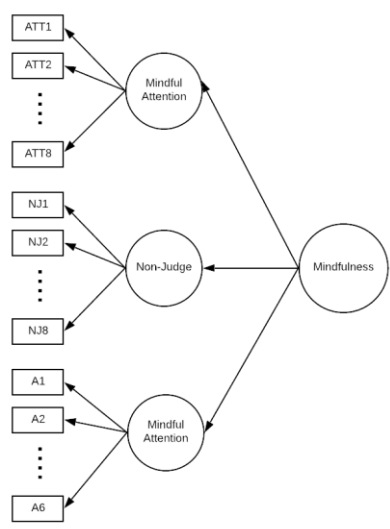 ATT1
ATT2
Mindful
Attention
ATT8
NJ1
NJ2
Non-Judge
Mindfulness
NJ8
A1
A2
Mindful
Attention
A6